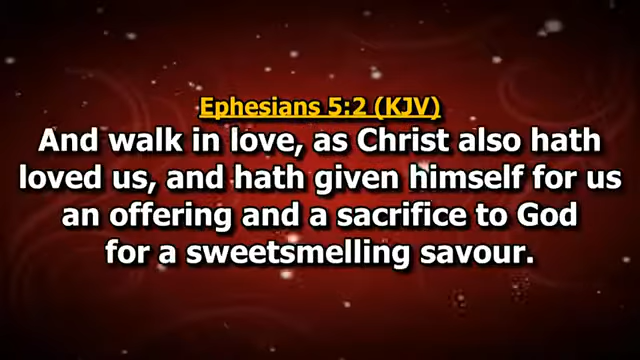 Ephesians 5:2 (KJV)
And walk in love, as Christ also hath
loved us, and hath given himself for us
an offering and a sacrifice to God
for a sweetsmelling savour.